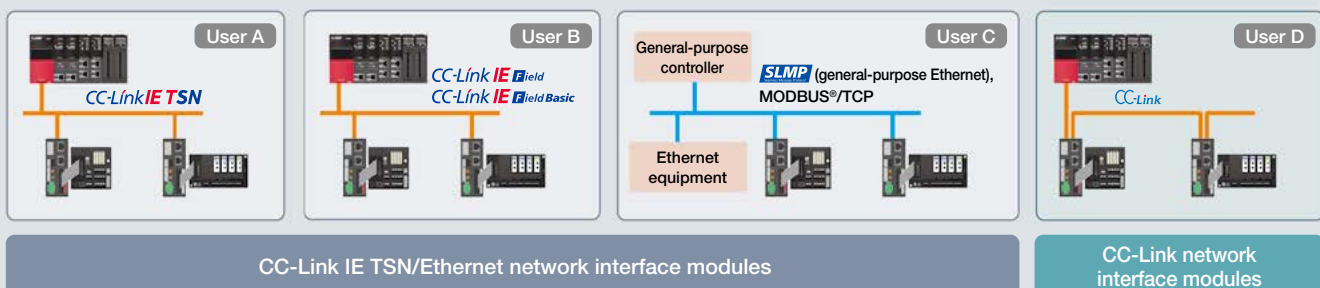 User A
CC-Link IE TSN
User B
CC-Link IE Field
CC-Link IE Field Basic
User C
General-purpose
controller
SLMP (general-purpose Ethernet),
MODBUS®/TCP
Ethernet
equipment
User D
CC-Link
CC-Link IE TSN/Ethernet network interface modules
CC-Link network
interface modules